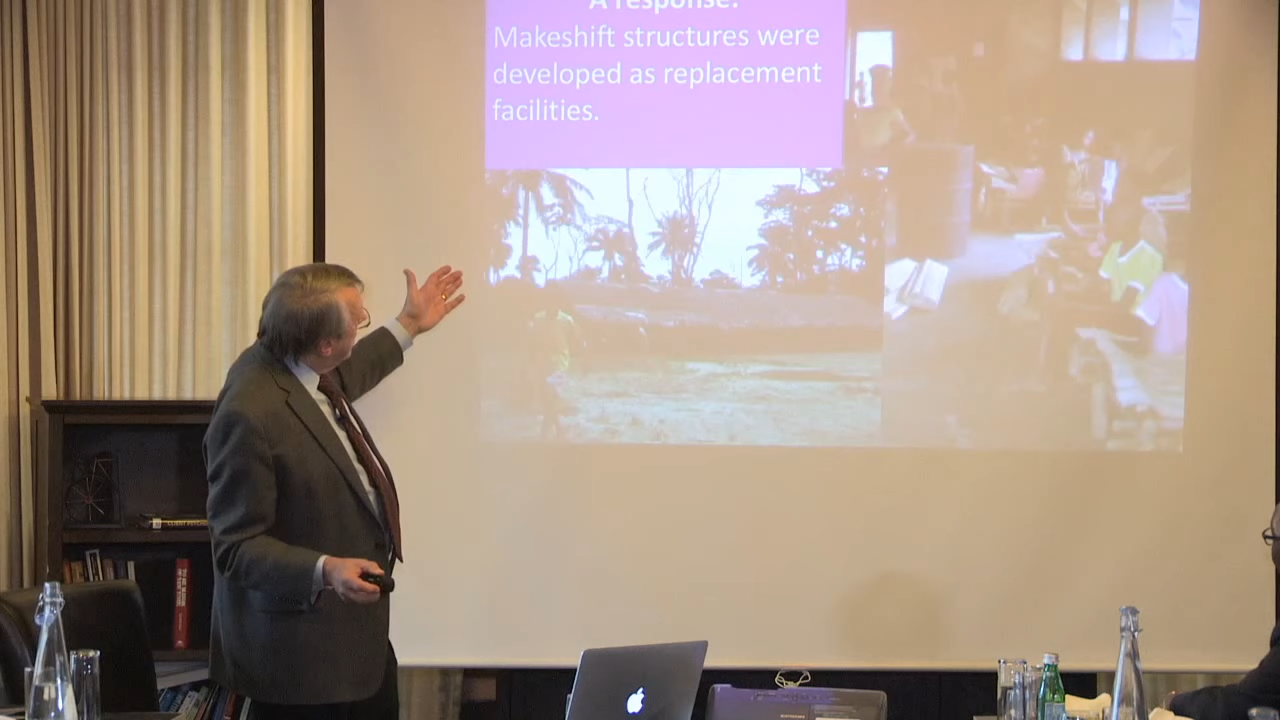 A response:
Makeshift structures were
developed as replacement
facilities.